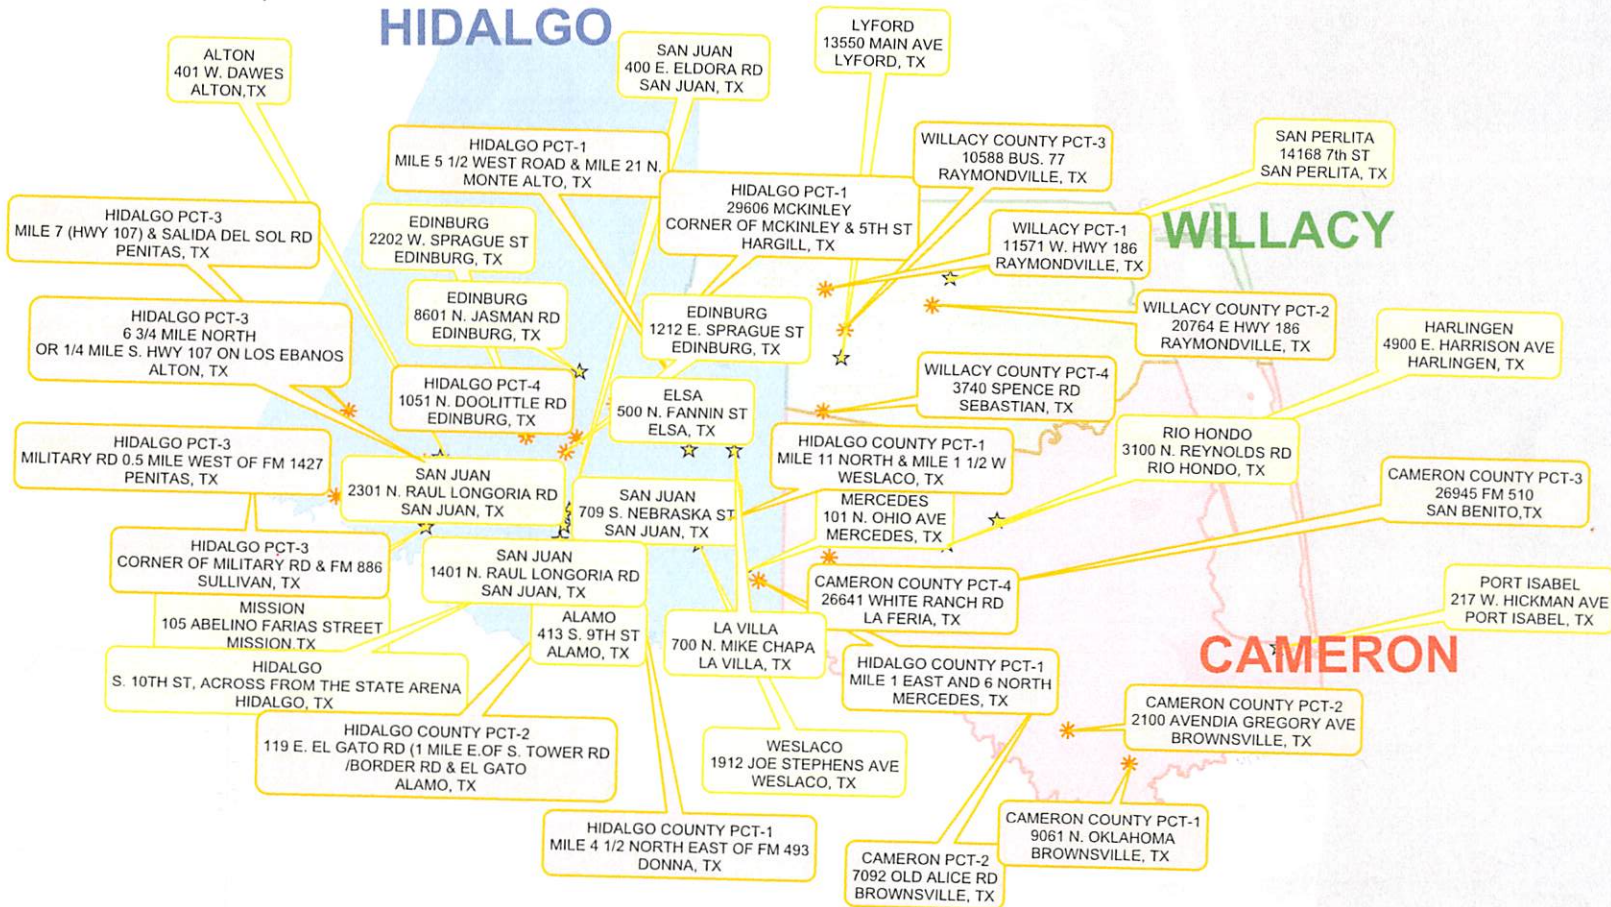 HIDALGO
LYFORD
13550 MAIN AVE
LYFORD, TX
ALTON
401 W. DAWES
ALTON,TX
SAN JUAN
400 E. ELDORA RD
SAN JUAN, TX
HIDALGO PCT-1
MILE 5 1/2 WEST ROAD & MILE 21 N.
MONTE ALTO, TX
WILLACY COUNTY PCT-3
10588 BUS. 77
RAYMONDVILLE, TX
SAN PERLITA
14168 7th ST
SAN PERLITA, TX
HIDALGO PCT-1
29606 MCKINLEY
CORNER OF MCKINLEY & 5TH ST
HARGILL, TX
HIDALGO PCT-3
MILE 7 (HWY 107) & SALIDA DEL SOL RD
PENITAS, TX
EDINBURG
2202 W. SPRAGUE ST
EDINBURG, TX
WILLACY PCT-1
11571 W. HWY 186
RAYMONDVILLE, TX
WILLACY
EDINBURG
8601 N. JASMAN RD
EDINBURG, TX
EDINBURG
1212 E. SPRAGUE ST
EDINBURG, TX
WILLACY COUNTY PCT-2
20764 E HWY 186
RAYMONDVILLE, TX
HIDALGO PCT-3
6 3/4 MILE NORTH
OR 1/4 MILE S. HWY 107 ON LOS EBANOS
ALTON, TX
HARLINGEN
4900 E. HARRISON AVE
HARLINGEN, TX
HIDALGO PCT-4
1051 N. DOOLITTLE RD
EDINBURG, TX
ELSA
500 N. FANNIN ST
ELSA, TX
WILLACY COUNTY PCT-4
3740 SPENCE RD
SEBASTIAN, TX
HIDALGO PCT-3
MILITARY RD 0.5 MILE WEST OF FM 1427
PENITAS, TX
HIDALGO COUNTY PCT-1
MILE 11 NORTH & MILE 1 1/2 W
WESLACO, TX
RIO HONDO
3100 N. REYNOLDS RD
RIO HONDO, TX
SAN JUAN
2301 N. RAUL LONGORIA RD
SAN JUAN, TX
SAN JUAN
709 S. NEBRASKA ST
SAN JUAN, TX
MERCEDES
101 N. OHIO AVE
MERCEDES, TX
CAMERON COUNTY PCT-3
26945 FM 510
SAN BENITO,TX
HIDALGO PCT-3
CORNER OF MILITARY RD & FM 886
SULLIVAN, TX
SAN JUAN
1401 N. RAUL LONGORIA RD
SAN JUAN, TX
CAMERON COUNTY PCT-4
26641 WHITE RANCH RD
LA FERIA, TX
PORT ISABEL
217 W. HICKMAN AVE
PORT ISABEL, TX
MISSION
105 ABELINO FARIAS STREET
MISSION,TX
ALAMO
413 S. 9TH ST
ALAMO, TX
LA VILLA
700 N. MIKE CHAPA
LA VILLA, TX
CAMERON
HIDALGO
S. 10TH ST, ACROSS FROM THE STATE ARENA
HIDALGO, TX
HIDALGO COUNTY PCT-1
MILE 1 EAST AND 6 NORTH
MERCEDES, TX
CAMERON COUNTY PCT-2
2100 AVENDIA GREGORY AVE
BROWNSVILLE, TX
HIDALGO COUNTY PCT-2
119 E. EL GATO RD (1 MILE E.OF S. TOWER RD
/BORDER RD & EL GATO
ALAMO, TX
WESLACO
1912 JOE STEPHENS AVE
WESLACO, TX
HIDALGO COUNTY PCT-1
MILE 4 1/2 NORTH EAST OF FM 493
DONNA, TX
CAMERON COUNTY PCT-1
9061 N. OKLAHOMA
BROWNSVILLE, TX
CAMERON PCT-2
7092 OLD ALICE RD
BROWNSVILLE, TX